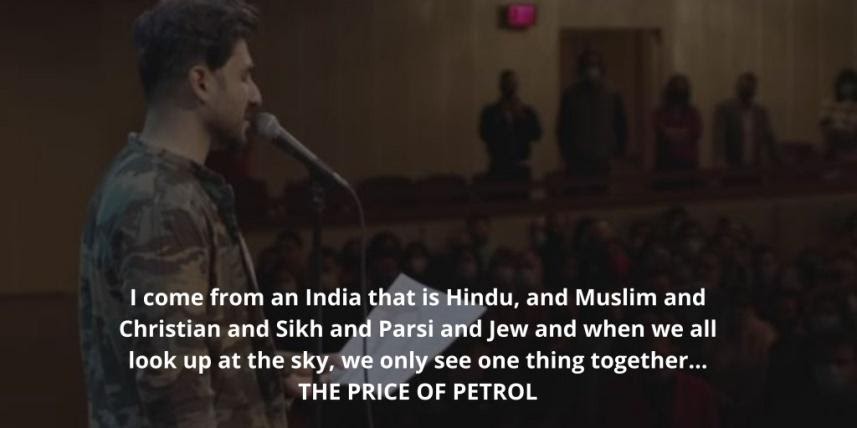 I come from an India that is Hindu, and Muslim and
Christian and Sikh and Parsi and Jew and when we all
look up at the sky, we only see one thing together...
THE PRICE OF PETROL